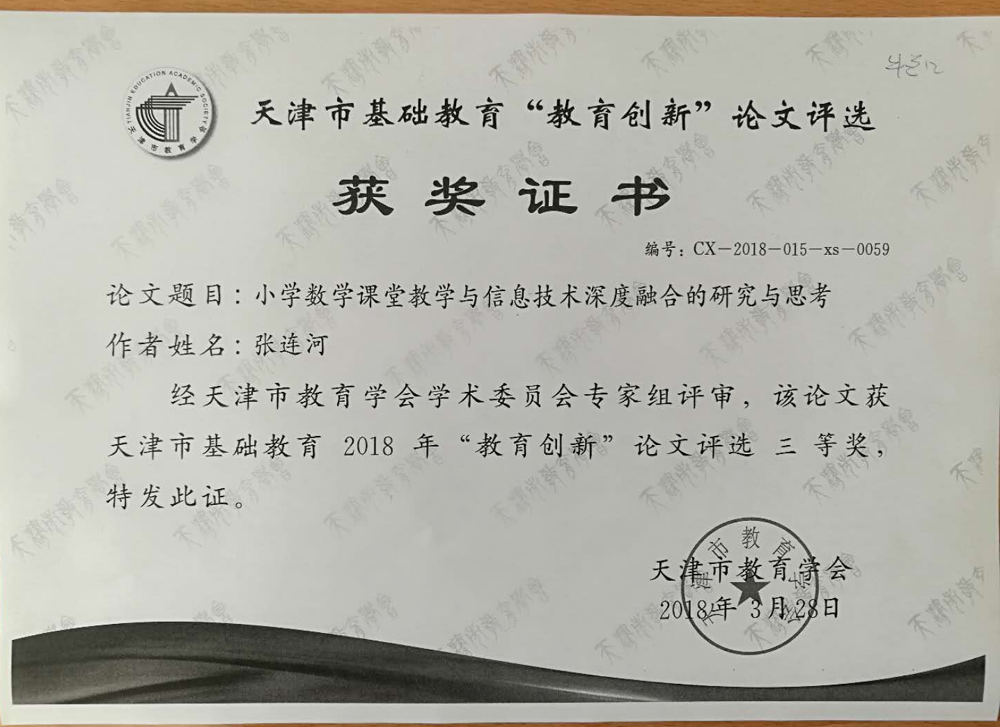 TIANJIN EDUCATION ACADEMIC SOCIETY
天津市教育学会
天津市基础教育“教育创新”论文评选
获奖证书
编号：CX－2018－015－xs－0059
论文题目：小学数学课堂教学与信息技术深度融合的研究与思考
作者姓名：张连河
经天津市教育学会学术委员会专家组评审，该论文获
天津市基础教育 2018 年“教育创新”论文评选 三 等奖，
特发此证。
天津市教育学会
天津市教育学会
2018年 3月28日